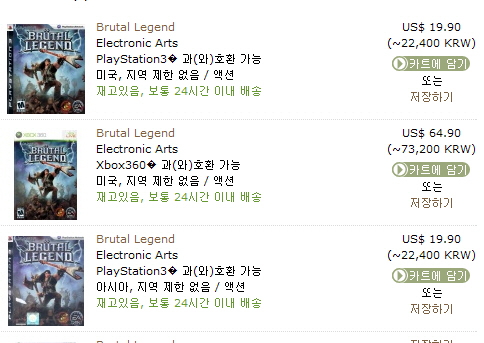 Brutal Legend
Electronic Arts
PlayStation3� 과(와)호환 가능
미국, 지역 제한 없음 / 액션
재고있음, 보통 24시간 이내 배송
US$ 19.90
(~22,400 KRW)
카트에 담기
또는
저장하기
BRUTAL LEGEND
Brutal Legend
Electronic Arts
Xbox360� 과(와)호환 가능
미국, 지역 제한 없음 / 액션
재고있음, 보통 24시간 이내 배송
US$ 64.90
(~73,200 KRW)
카트에 담기
또는
저장하기
XBOX 360
BRUTAL LEGEND
Brutal Legend
Electronic Arts
PlayStation3� 과(와)호환 가능
아시아, 지역 제한 없음 / 액션
재고있음, 보통 24시간 이내 배송
US$ 19.90
(~22,400 KRW)
카트에 담기
또는
저장하기
BRUTAL LEGEND